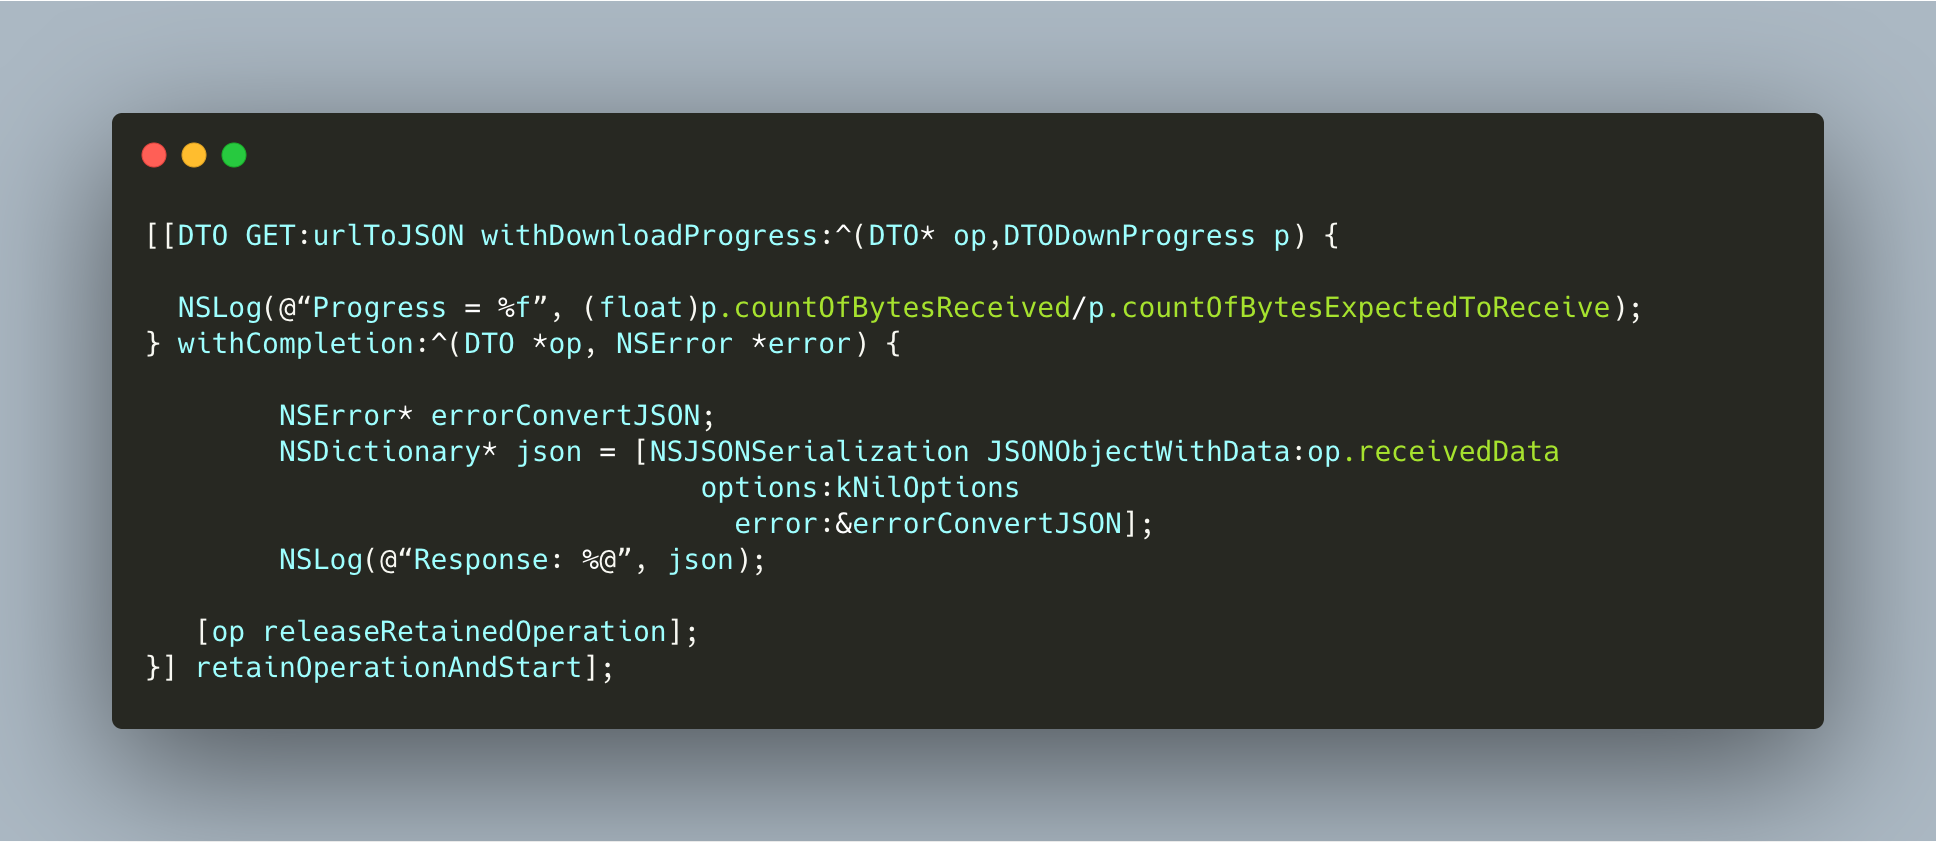 [[DTO GET:urlToJSON withDownloadProgress:^(DTO* op,DTODownProgress p) {
NSLog(@“Progress = %f”, (float)p.countOfBytesReceived/p.countOfBytesExpectedToReceive);
} withCompletion:^(DTO *op, NSError *error) {
NSError* errorConvertJSON;
NSDictionary* json = [NSJSONSerialization JSONObjectWithData:op.receivedData
options:kNilOptions
error:&errorConvertJSON];
NSLog(@“Response: %@”, json);
[op releaseRetainedOperation];
}] retainOperationAndStart];